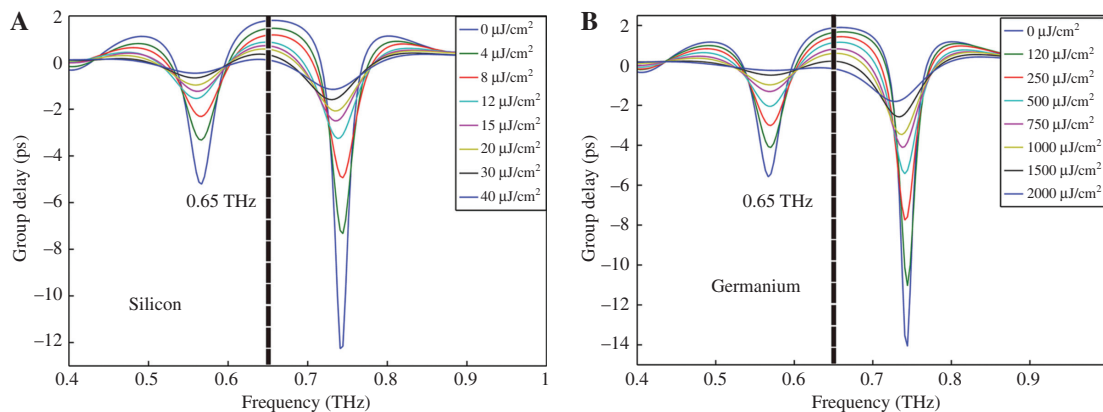 A
Group delay (ps)
2
0
−2
−4
−6
−8
−10
−12
0 μJ/cm2
4 μJ/cm2
8 μJ/cm2
12 μJ/cm2
15 μJ/cm2
20 μJ/cm2
30 μJ/cm2
40 μJ/cm2
0.65 THz
Silicon
0.4 0.5 0.6 0.7 0.8 0.9 1
Frequency (THz)
B
Group delay (ps)
2
0
−2
−4
−6
−8
−10
−12
−14
0 μJ/cm2
120 μJ/cm2
250 μJ/cm2
500 μJ/cm2
750 μJ/cm2
1000 μJ/cm2
1500 μJ/cm2
2000 μJ/cm2
0.65 THz
Germanium
0.4 0.5 0.6 0.7 0.8 0.9
Frequency (THz)